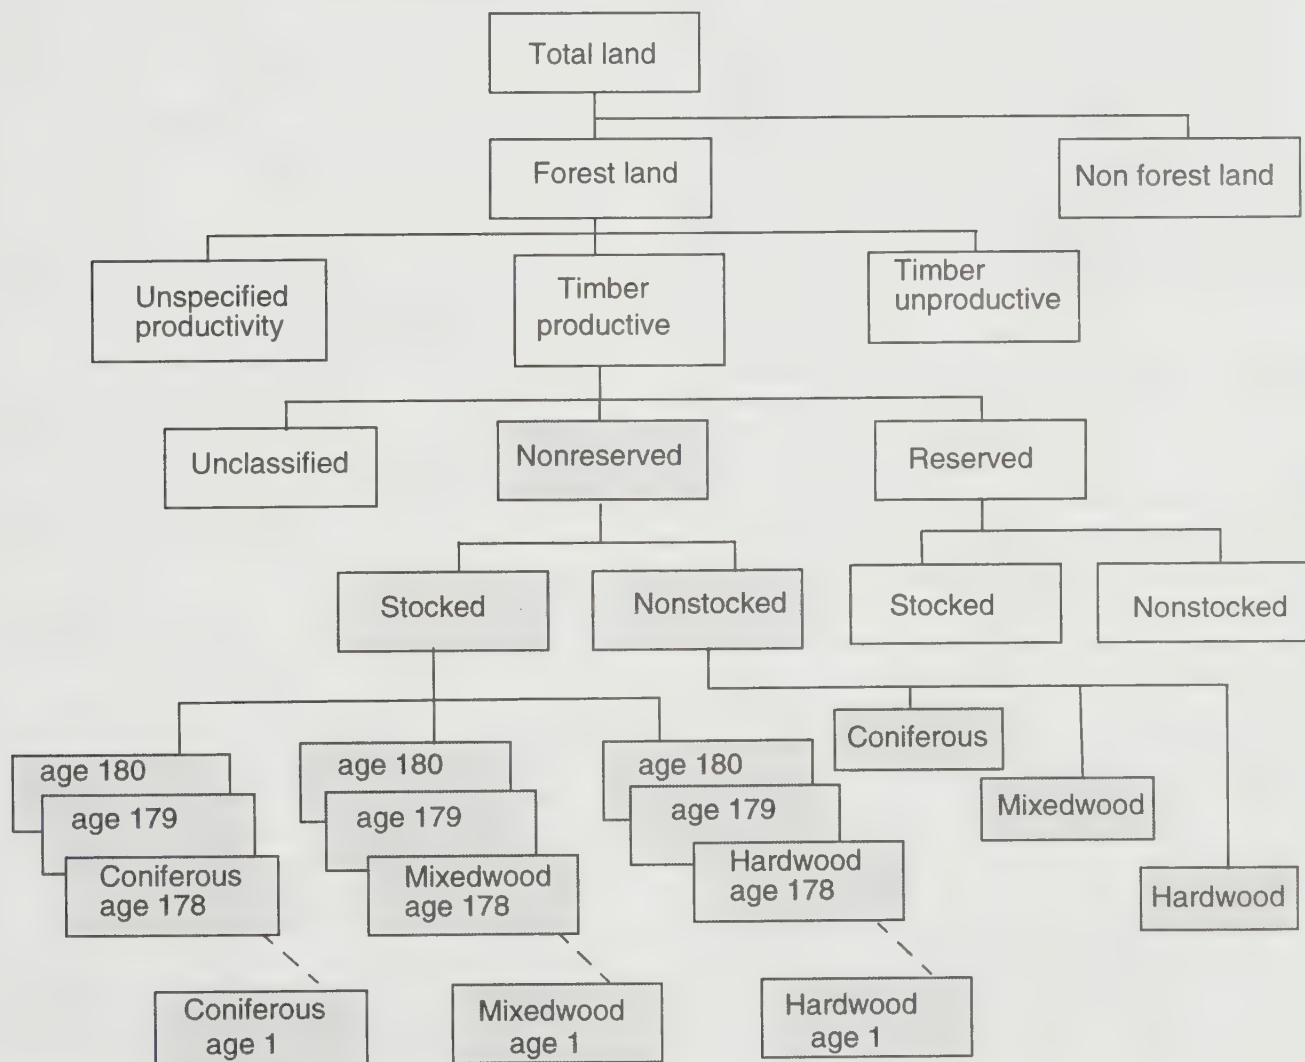 Total land
Forest land
Non forest land
Unspecified
productivity
Timber
productive
Timber
unproductive
Unclassified
Nonreserved
Reserved
Stocked
Nonstocked
Stocked
Nonstocked
age 180
age 179
Coniferous
age 178
Coniferous
age 1
age 180
age 179
Mixedwood
age 178
Mixedwood
age 1
age 180
age 179
Hardwood
age 178
Hardwood
age 1
Coniferous
Mixedwood
Hardwood